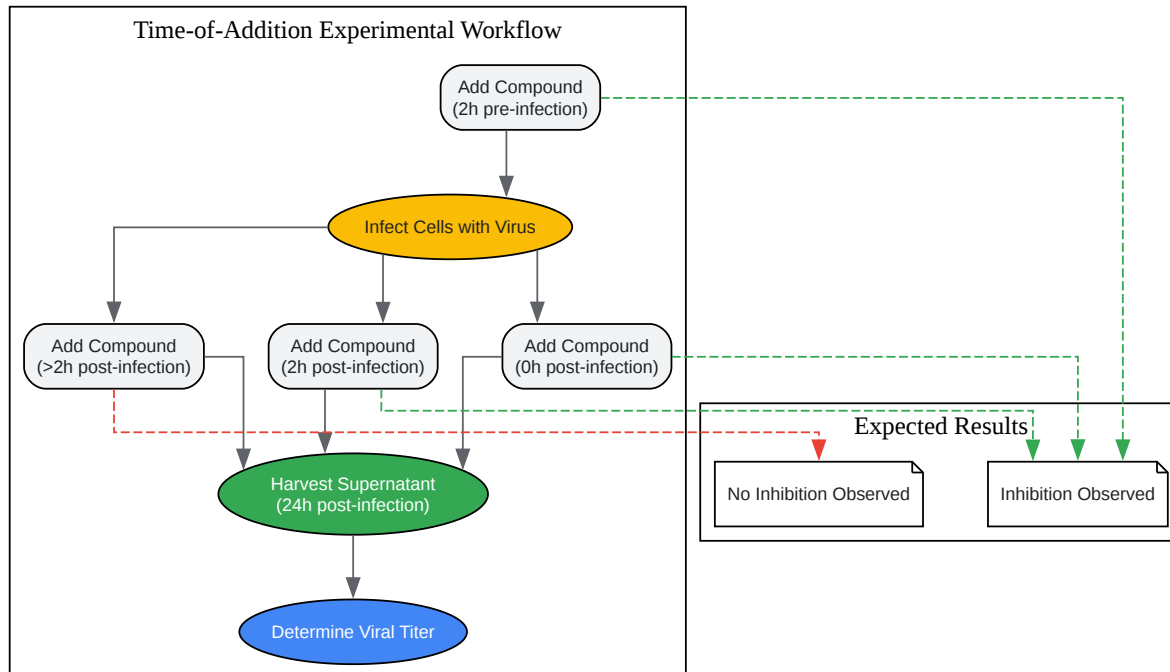 Time-of-Addition Experimental Workflow
Add Compound
(2h pre-infection)
Infect Cells with Virus
Add Compound
(>2h post-infection)
Add Compound
(2h post-infection)
Add Compound
(0h post-infection)
Expected Results
No Inhibition Observed
Inhibition Observed
Harvest Supernatant
(24h post-infection)
Determine Viral Titer